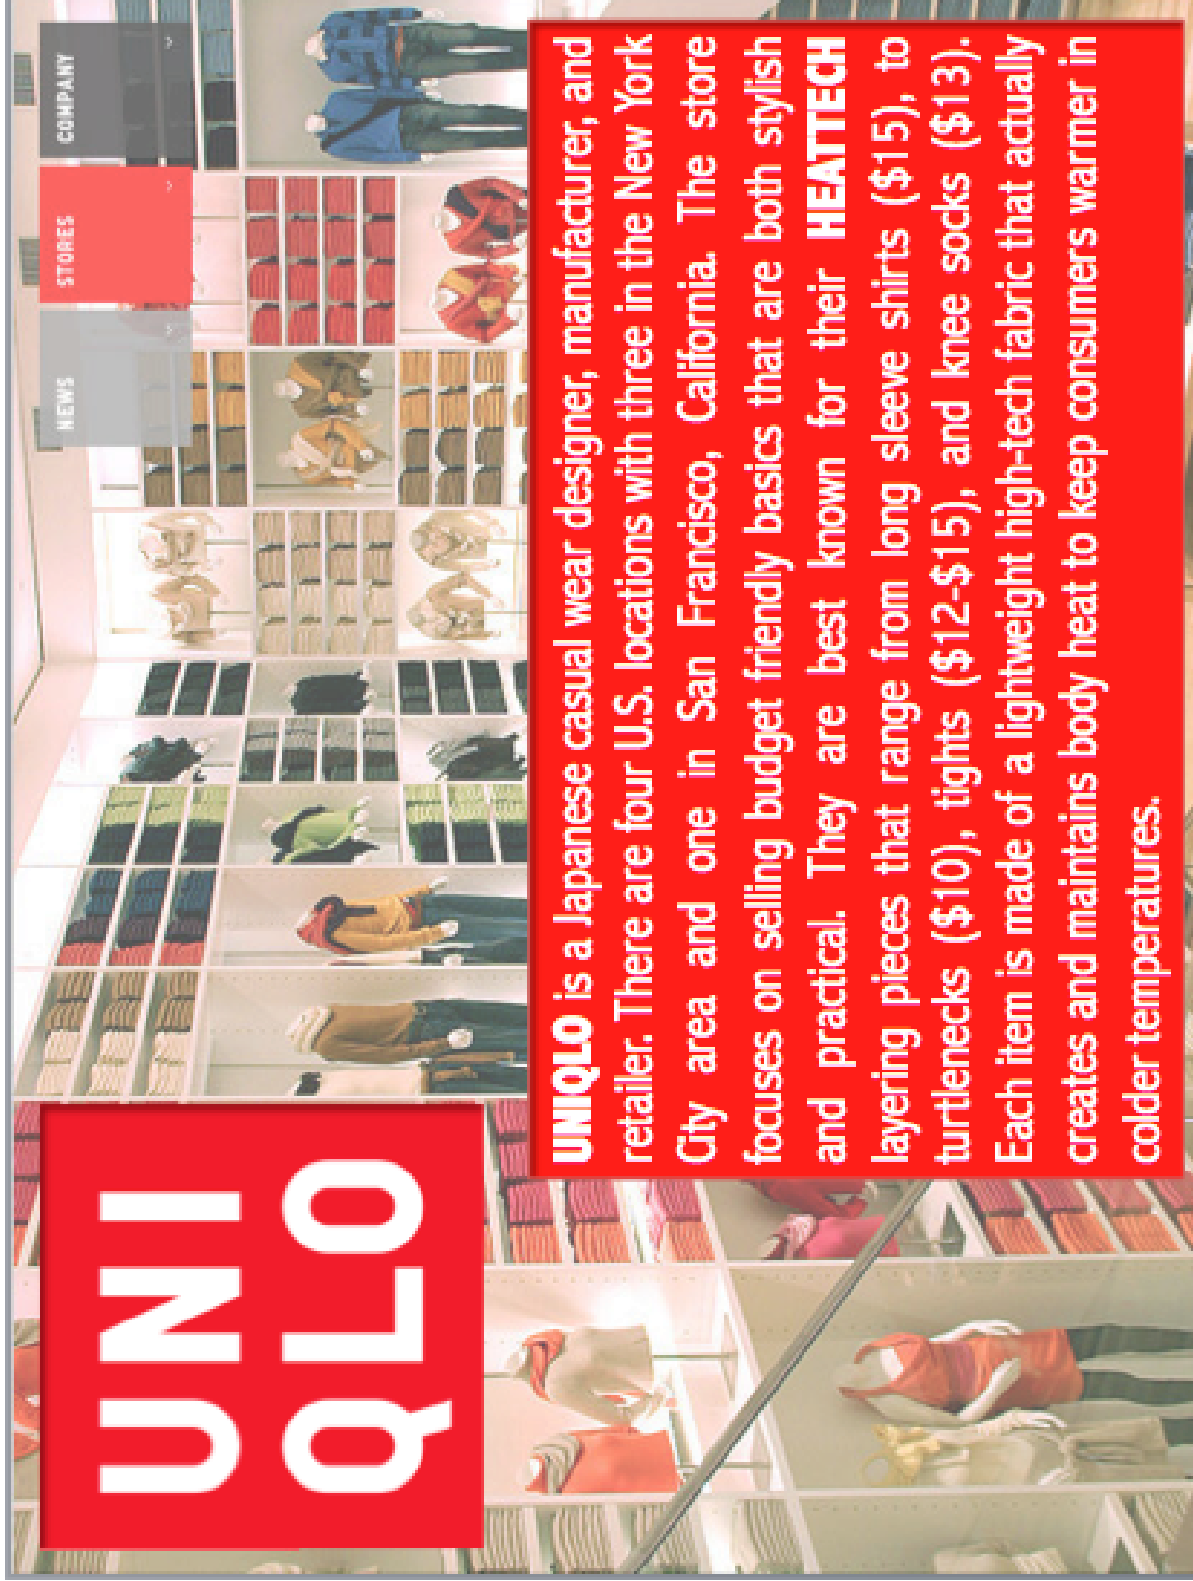 UNI
QLO
NEWS
STORES
COMPANY
UNIQLO is a Japanese casual wear designer, manufacturer, and
retailer. There are four U.S. locations with three in the New York
City area and one in San Francisco, California. The store
focuses on selling budget friendly basics that are both stylish
and practical. They are best known for their HEATTECH
layering pieces that range from long sleeve shirts ($15), to
turtlenecks ($10), tights ($12-$15), and knee socks ($13).
Each item is made of a lightweight high-tech fabric that actually
creates and maintains body heat to keep consumers warmer in
colder temperatures.